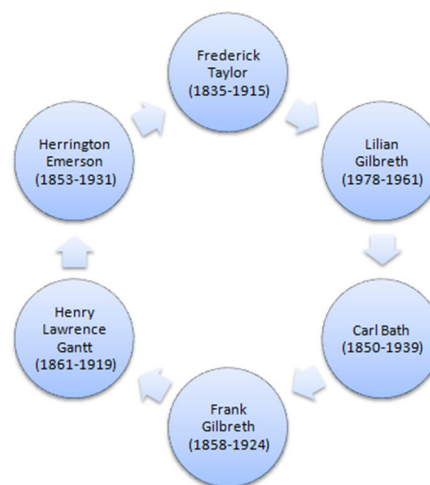 Frederick
Taylor
(1835-1915)
Lilian
Gilbreth
(1978-1961)
Carl Bath
(1850-1939)
Frank
Gilbreth
(1858-1924)
Henry
Lawrence
Gantt
(1861-1919)
Herrington
Emerson
(1853-1931)